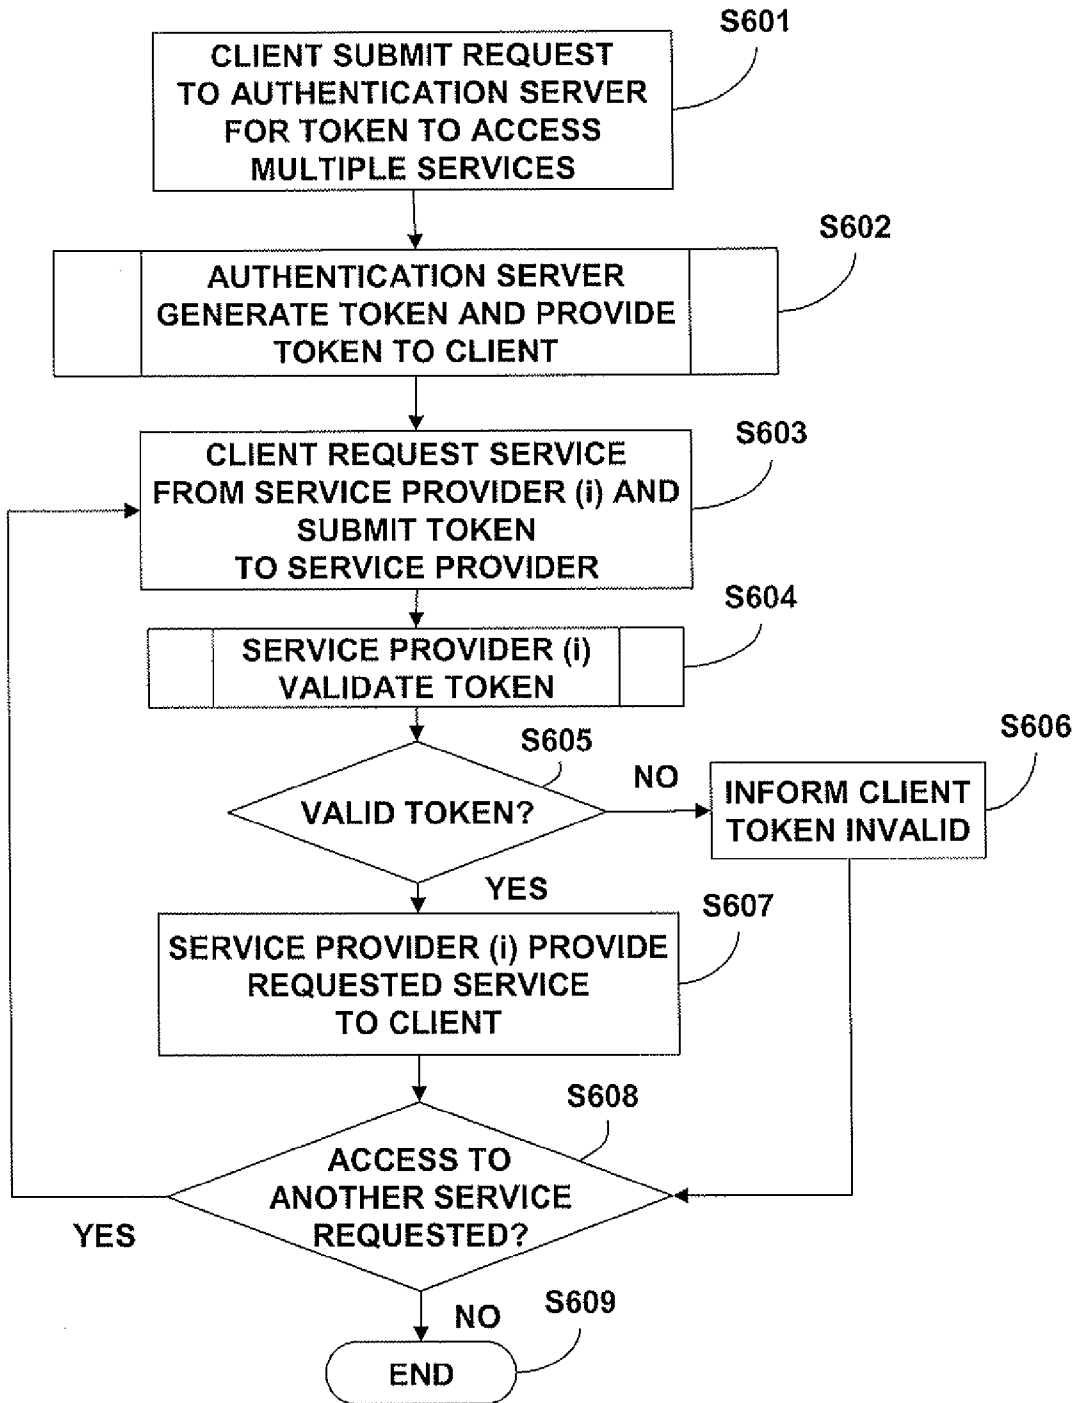 S601
CLIENT SUBMIT REQUEST
TO AUTHENTICATION SERVER
FOR TOKEN TO ACCESS
MULTIPLE SERVICES
S602
AUTHENTICATION SERVER
GENERATE TOKEN AND PROVIDE
TOKEN TO CLIENT
S603
CLIENT REQUEST SERVICE
FROM SERVICE PROVIDER (i) AND
SUBMIT TOKEN
TO SERVICE PROVIDER
S604
SERVICE PROVIDER (i)
VALIDATE TOKEN
S605
VALID TOKEN?
NO
S606
INFORM CLIENT
TOKEN INVALID
YES
S607
SERVICE PROVIDER (i) PROVIDE
REQUESTED SERVICE
TO CLIENT
S608
ACCESS TO
ANOTHER SERVICE
REQUESTED?
YES
NO
S609
END